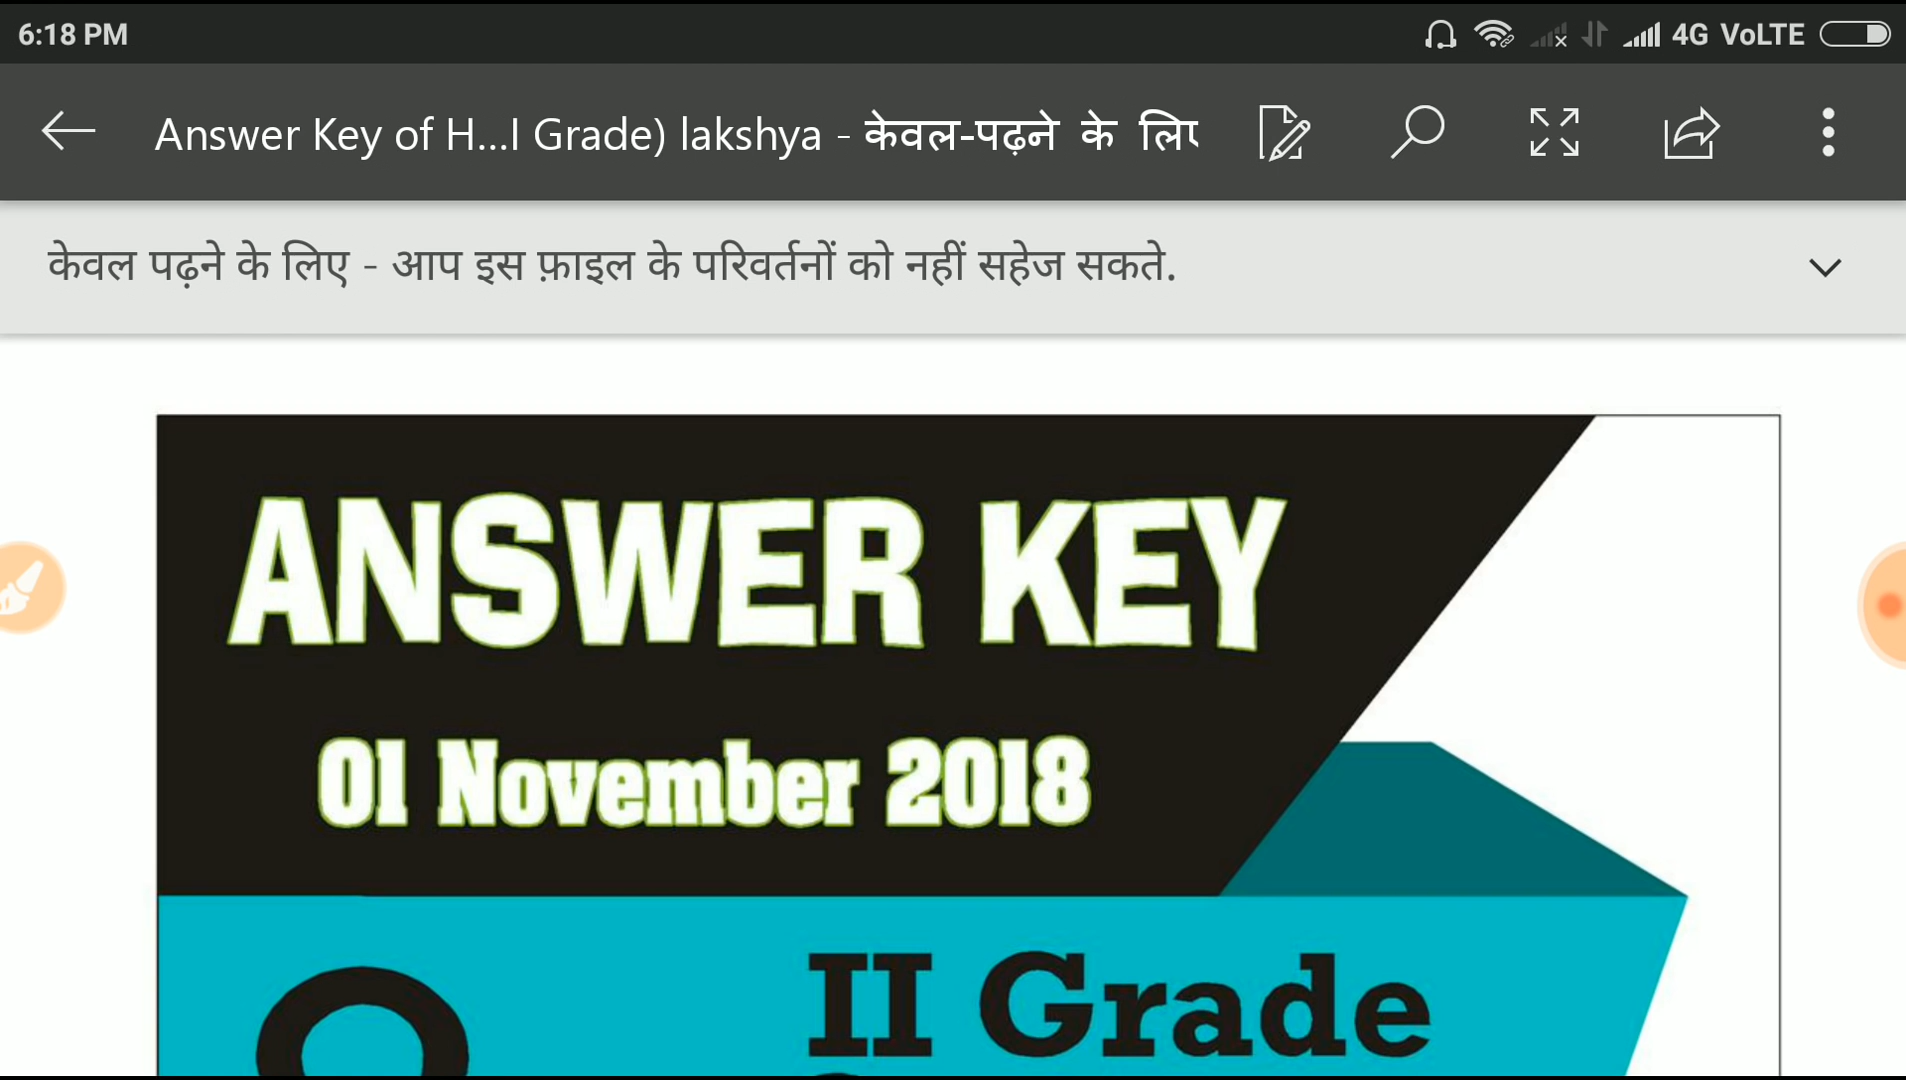 6:18 PM
4G VoLTE
Answer Key of H...I Grade) lakshya - केवल-पढ़ने के
केवल पढ़ने के लिए - आप इस फ़ाइल के परिवर्तनों को नहीं सहेज सकते.
ANSWER KEY
01 November 2018
II Grade